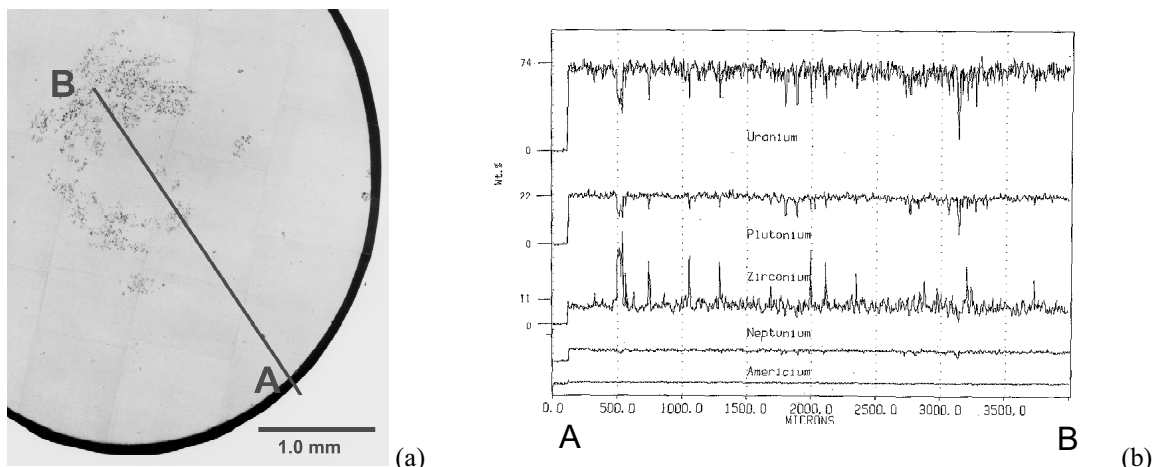 B
A
1.0 mm
(a)
74
0
Wt.%
Uranium
22
0
Plutonium
Zirconium
11
0
Neptunium
Americium
0.0 500.0 1000.0 1500.0 2000.0 2500.0 3000.0 3500.0
MICRONS
A B
(b)